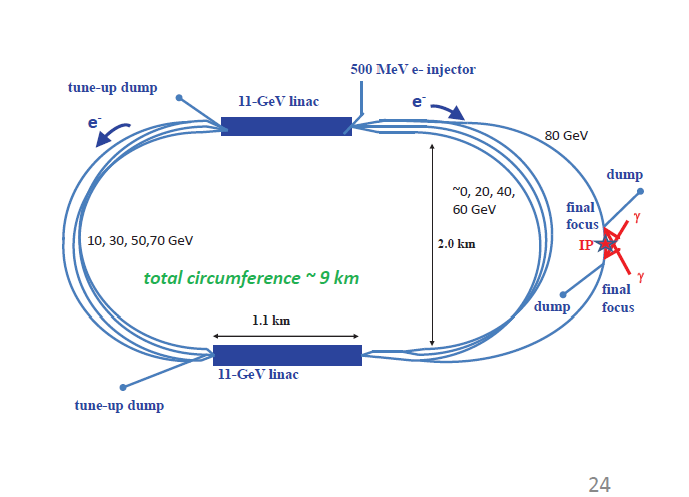 500 MeV e- injector
tune-up dump
11-GeV linac
e-
e-
80 GeV
dump
~0, 20, 40,
60 GeV
final
focus
γ
10, 30, 50,70 GeV
2.0 km
IP
total circumference ~ 9 km
γ
final
focus
dump
1.1 km
11-GeV linac
tune-up dump
24